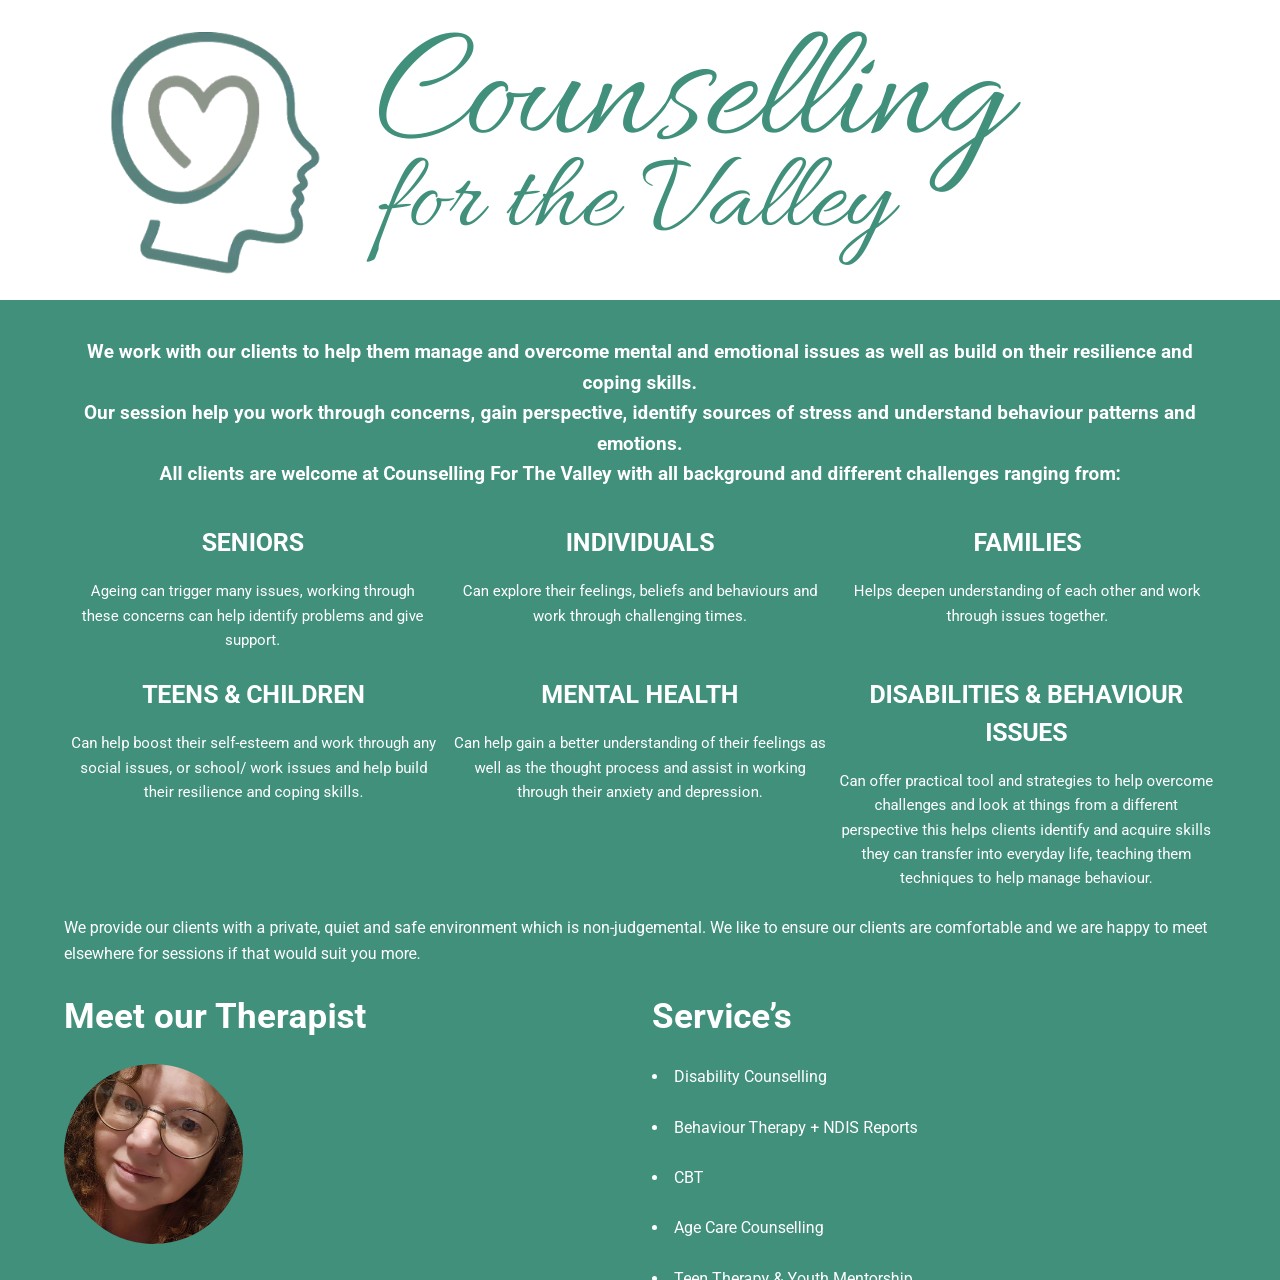 Counselling
for the Valley
We work with our clients to help them manage and overcome mental and emotional issues as well as build on their resilience and
coping skills.
Our session help you work through concerns, gain perspective, identify sources of stress and understand behaviour patterns and
emotions.
All clients are welcome at Counselling For The Valley with all background and different challenges ranging from:
SENIORS
Ageing can trigger many issues, working through
these concerns can help identify problems and give
support.
INDIVIDUALS
Can explore their feelings, beliefs and behaviours and
work through challenging times.
FAMILIES
Helps deepen understanding of each other and work
through issues together.
TEENS & CHILDREN
Can help boost their self-esteem and work through any
social issues, or school/ work issues and help build
their resilience and coping skills.
MENTAL HEALTH
Can help gain a better understanding of their feelings as
well as the thought process and assist in working
through their anxiety and depression.
DISABILITIES & BEHAVIOUR
ISSUES
Can offer practical tool and strategies to help overcome
challenges and look at things from a different
perspective this helps clients identify and acquire skills
they can transfer into everyday life, teaching them
techniques to help manage behaviour.
We provide our clients with a private, quiet and safe environment which is non-judgemental. We like to ensure our clients are comfortable and we are happy to meet
elsewhere for sessions if that would suit you more.
Meet our Therapist
Service’s
• Disability Counselling
• Behaviour Therapy + NDIS Reports
• CBT
• Age Care Counselling
• Teen Therapy & Youth Mentorship